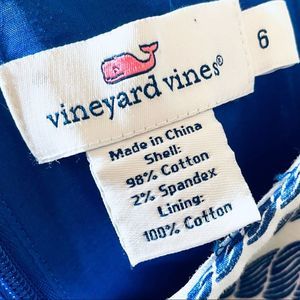 vineyard vines®
6
Made in China
Shell:
98% Cotton
2% Spandex
Lining:
100% Cotton